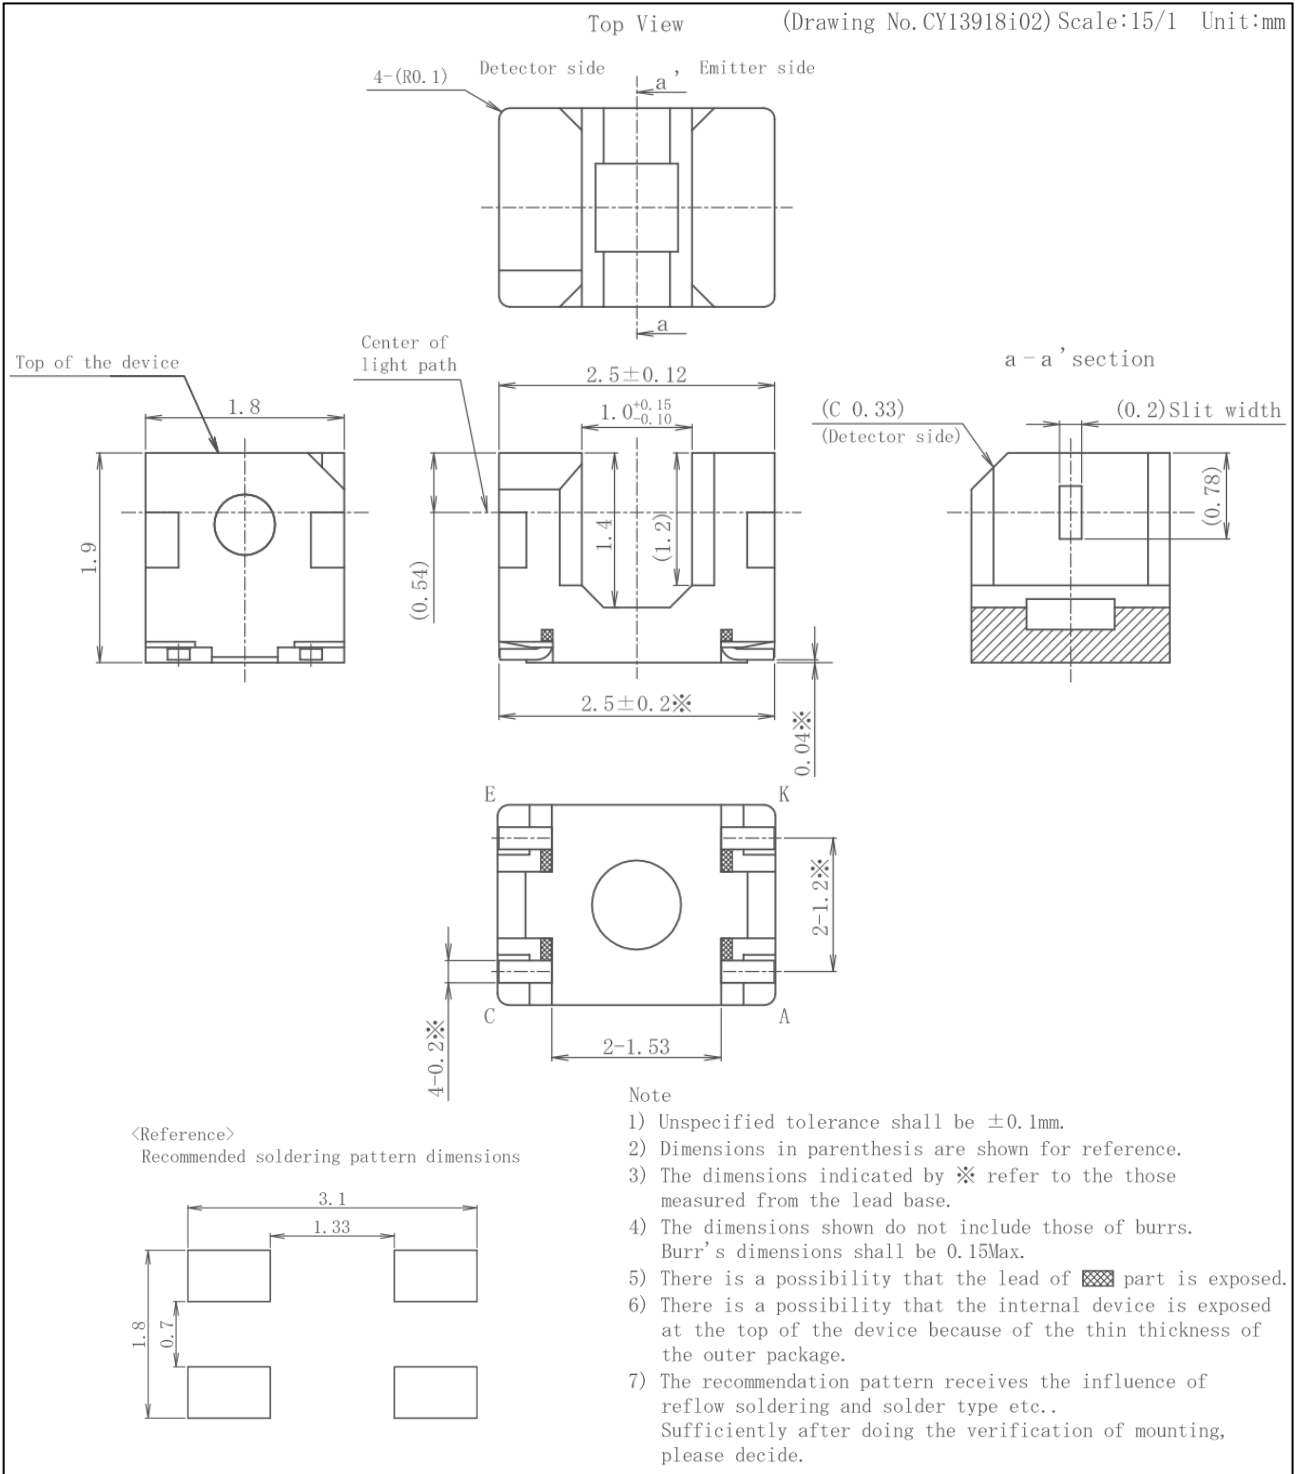 Top View (Drawing No.CY13918i02) Scale:15/1 Unit:mm
4-(R0.1) Detector side a' Emitter side
a
Top of the device
Center of
light path
a-a'section
1.8
2.5±0.12
1.0+0.15
-0.10
(C 0.33)
(Detector side)
(0.2)Slit width
1.9
(0.54)
1.4
(1.2)
(0.78)
2.5±0.2※
0.04※
E K
2-1.2※
4-0.2※
C A
2-1.53
<Reference>
Recommended soldering pattern dimensions
3.1
1.33
1.8
0.7
Note
1) Unspecified tolerance shall be ±0.1mm.
2) Dimensions in parenthesis are shown for reference.
3) The dimensions indicated by ※ refer to the those
measured from the lead base.
4) The dimensions shown do not include those of burrs.
Burr's dimensions shall be 0.15Max.
5) There is a possibility that the lead of part is exposed.
6) There is a possibility that the internal device is exposed
at the top of the device because of the thin thickness of
the outer package.
7) The recommendation pattern receives the influence of
reflow soldering and solder type etc..
Sufficiently after doing the verification of mounting,
please decide.